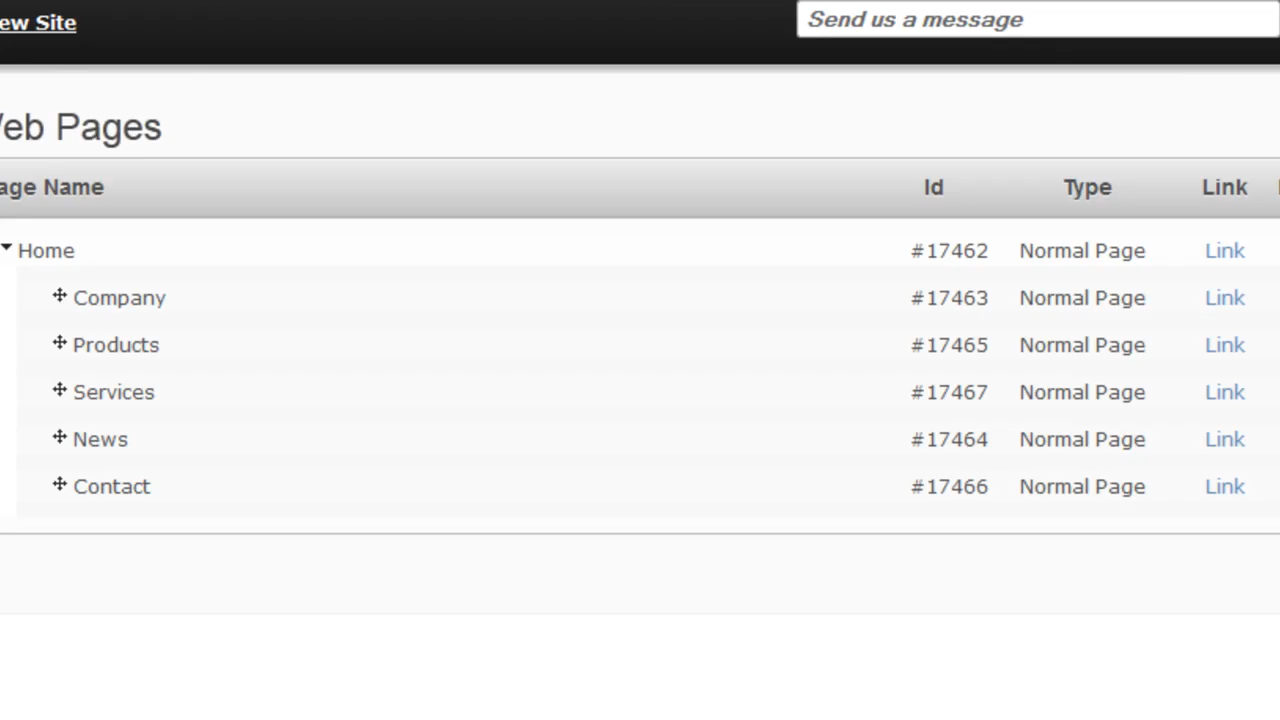 ew Site
Send us a message
eb Pages
age Name Id Type Link
Home #17462 Normal Page Link
Company #17463 Normal Page Link
Products #17465 Normal Page Link
Services #17467 Normal Page Link
News #17464 Normal Page Link
Contact #17466 Normal Page Link